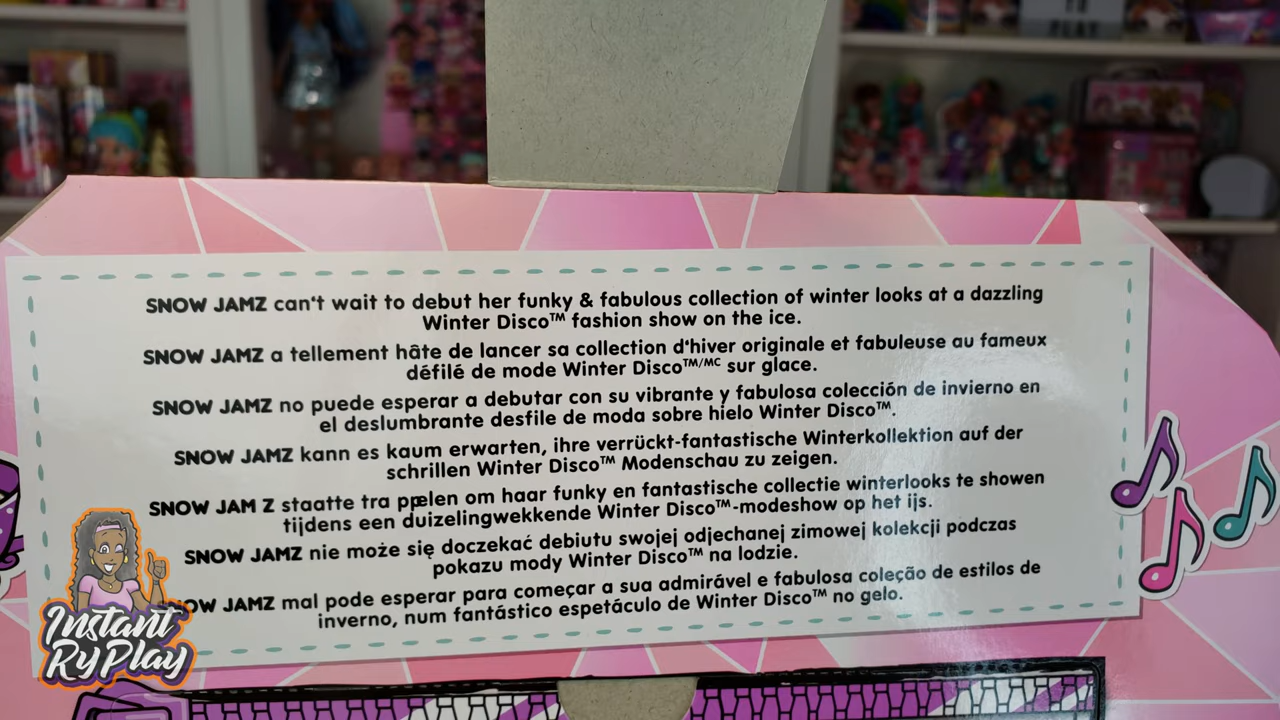 SNOW JAMZ can't wait to debut her funky & fabulous collection of winter looks at a dazzling
Winter Disco™ fashion show on the ice.
SNOW JAMZ a tellement hâte de lancer sa collection d'hiver originale et fabuleuse au fameux
défilé de mode Winter Disco™/MC sur glace.
SNOW JAMZ no puede esperar a debutar con su vibrante y fabulosa colección de invierno en
el deslumbrante desfile de moda sobre hielo Winter Disco™.
SNOW JAMZ kann es kaum erwarten, ihre verrückt-fantastische Winterkollektion auf der
schrillen Winter Disco™ Modenschau zu zeigen.
SNOW JAM Z staatte tra ppelen om haar funky en fantastische collectie winterlooks te showen
tijdens een duizelingwekkende Winter Disco™-modeshow op het ijs.
SNOW JAMZ nie może się doczekać debiutu swojej odjechanej zimowej kolekcji podczas
pokazu mody Winter Disco™ na lodzie.
OW JAMZ mal pode esperar para começar a sua admirável e fabulosa coleção de estilos de
inverno, num fantástico espetáculo de Winter Disco™ no gelo.
Instant
RyPlay